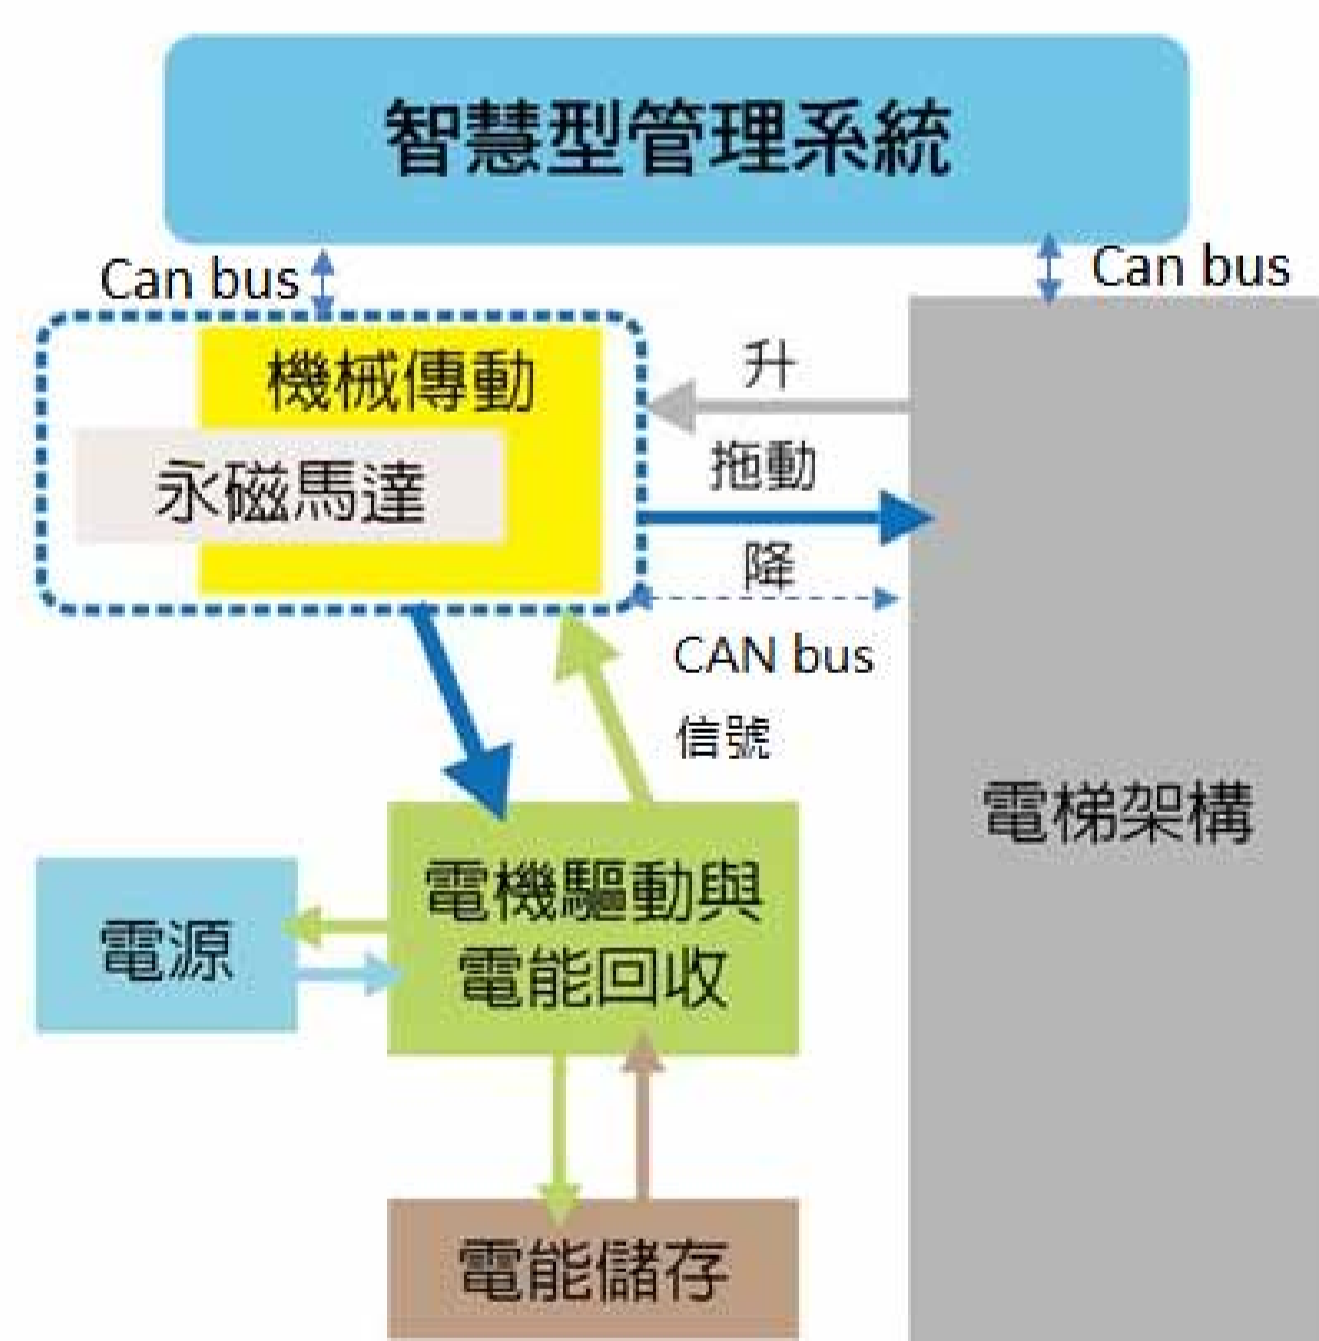 智慧型管理系統
Can bus
Can bus
機械傳動
永磁馬達
升
拖動
降
CAN bus
信號
電梯架構
電機驅動與
電能回收
電源
電能儲存